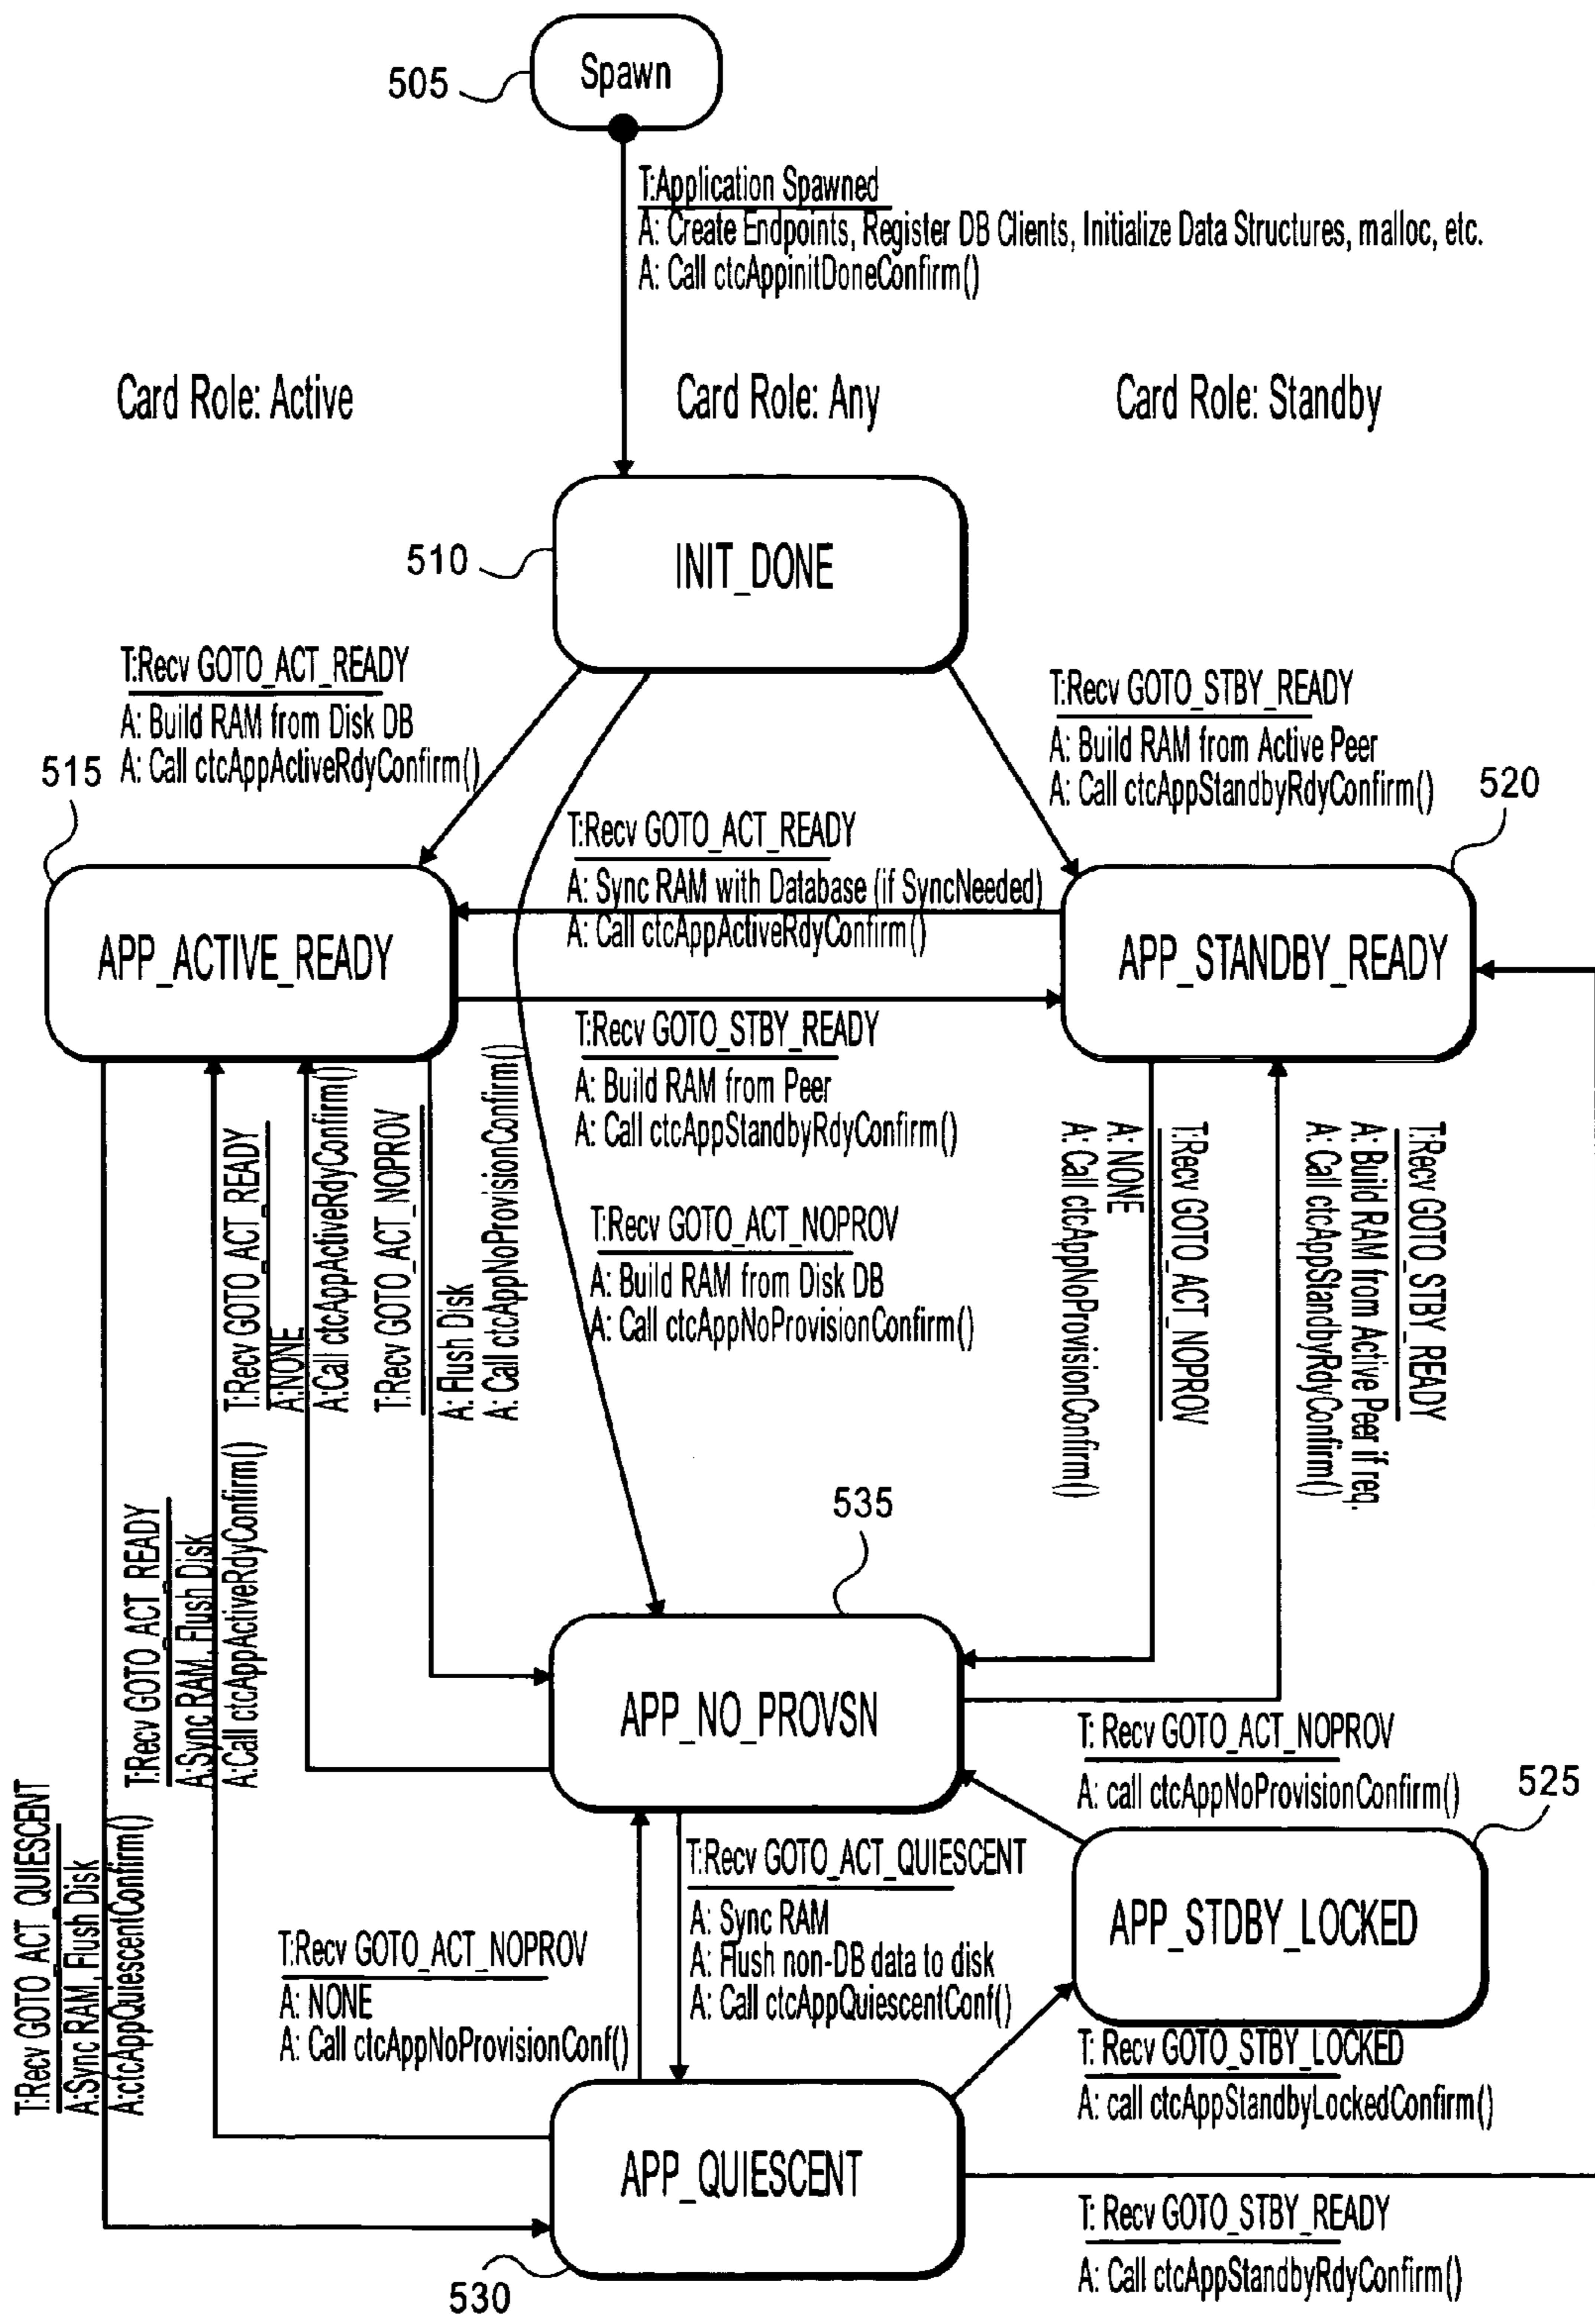 Spawn
505
T:Application Spawned
A: Create Endpoints, Register DB Clients, Initialize Data Structures, malloc, etc.
A: Call ctcAppinitDoneConfirm()
Card Role: Active
Card Role: Any
Card Role: Standby
510
INIT_DONE
T:Recv GOTO_ACT_READY
A: Build RAM from Disk DB
A: Call ctcAppActiveRdyConfirm()
T:Recv GOTO_STBY_READY
A: Build RAM from Active Peer
A: Call ctcAppStandbyRdyConfirm()
515
520
T:Recv GOTO_ACT_READY
A: Sync RAM with Database (if SyncNeeded)
A: Call ctcAppActiveRdyConfirm()
APP_ACTIVE_READY
APP_STANDBY_READY
T:Recv GOTO_STBY_READY
A: Build RAM from Peer
A: Call ctcAppStandbyRdyConfirm()
T:Recv GOTO_ACT_READY
A:NONE
A:Call ctcAppActiveRdyConfirm()
T:Recv GOTO_ACT_NOPROV
A: Flush Disk
A: Call ctcAppNoProvisionConfirm()
T:Recv GOTO_ACT_NOPROV
A: Build RAM from Disk DB
A: Call ctcAppNoProvisionConfirm()
T:Recv GOTO_ACT_NOPROV
A: NONE
A: Call ctcAppNoProvisionConfirm()
T:Recv GOTO_STBY_READY
A: Build RAM from Active Peer if req.
A: Call ctcAppStandbyRdyConfirm()
T:Recv GOTO_ACT_READY
A:Sync RAM, Flush Disk
A:Call ctcAppActiveRdyConfirm()
535
APP_NO_PROVSN
T:Recv GOTO_ACT_QUIESCENT
A:Sync RAM, Flush Disk
A:ctcAppQuiescentConfirm()
T: Recv GOTO_ACT_NOPROV
A: call ctcAppNoProvisionConfirm()
525
APP_STDBY_LOCKED
T:Recv GOTO_ACT_QUIESCENT
A: Sync RAM
A: Flush non-DB data to disk
A: Call ctcAppQuiescentConf()
T:Recv GOTO_ACT_NOPROV
A: NONE
A: Call ctcAppNoProvisionConf()
T: Recv GOTO_STBY_LOCKED
A: call ctcAppStandbyLockedConfirm()
APP_QUIESCENT
530
T: Recv GOTO_STBY_READY
A: Call ctcAppStandbyRdyConfirm()